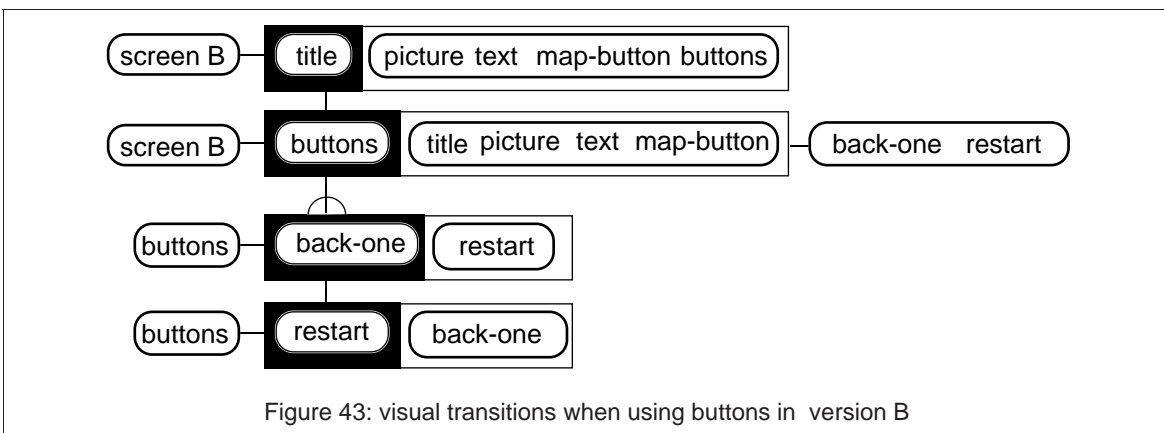 screen B title picture text map-button buttons
screen B buttons title picture text map-button back-one restart
buttons back-one restart
buttons restart back-one
Figure 43: visual transitions when using buttons in version B